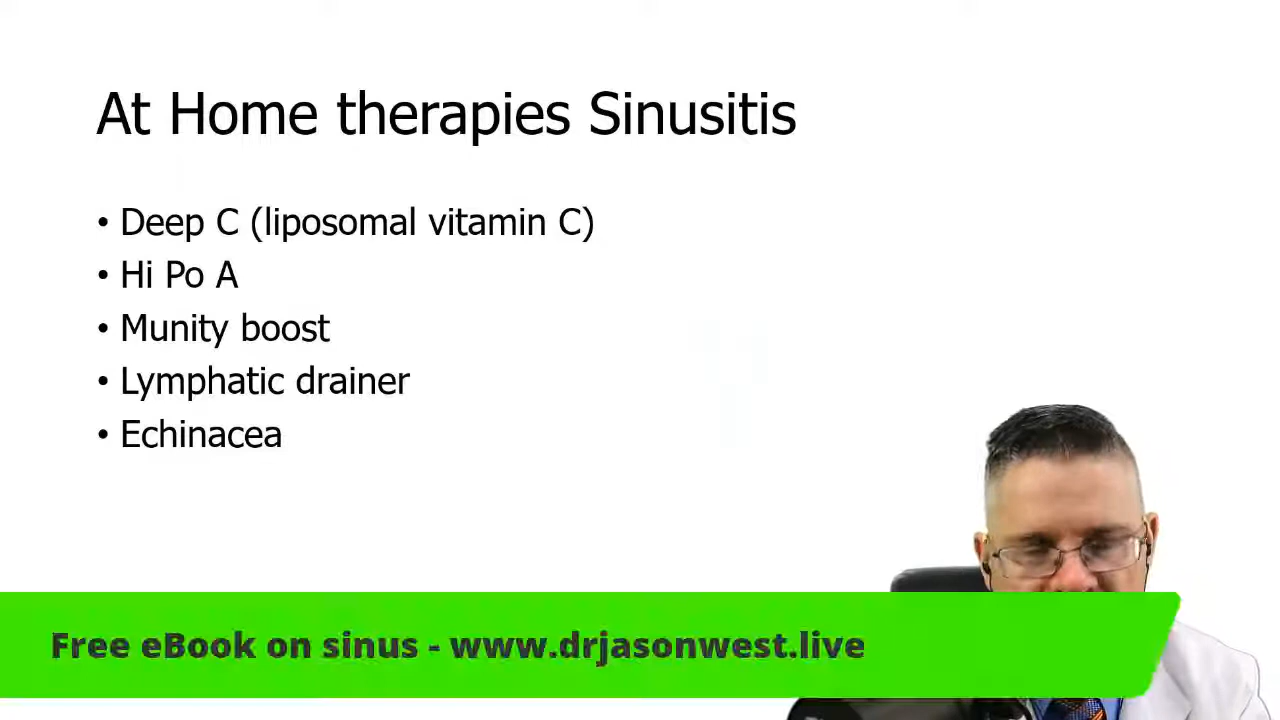 At Home therapies Sinusitis
• Deep C (liposomal vitamin C)
• Hi Po A
• Munity boost
• Lymphatic drainer
• Echinacea
Free eBook on sinus - www.drjasonwest.live